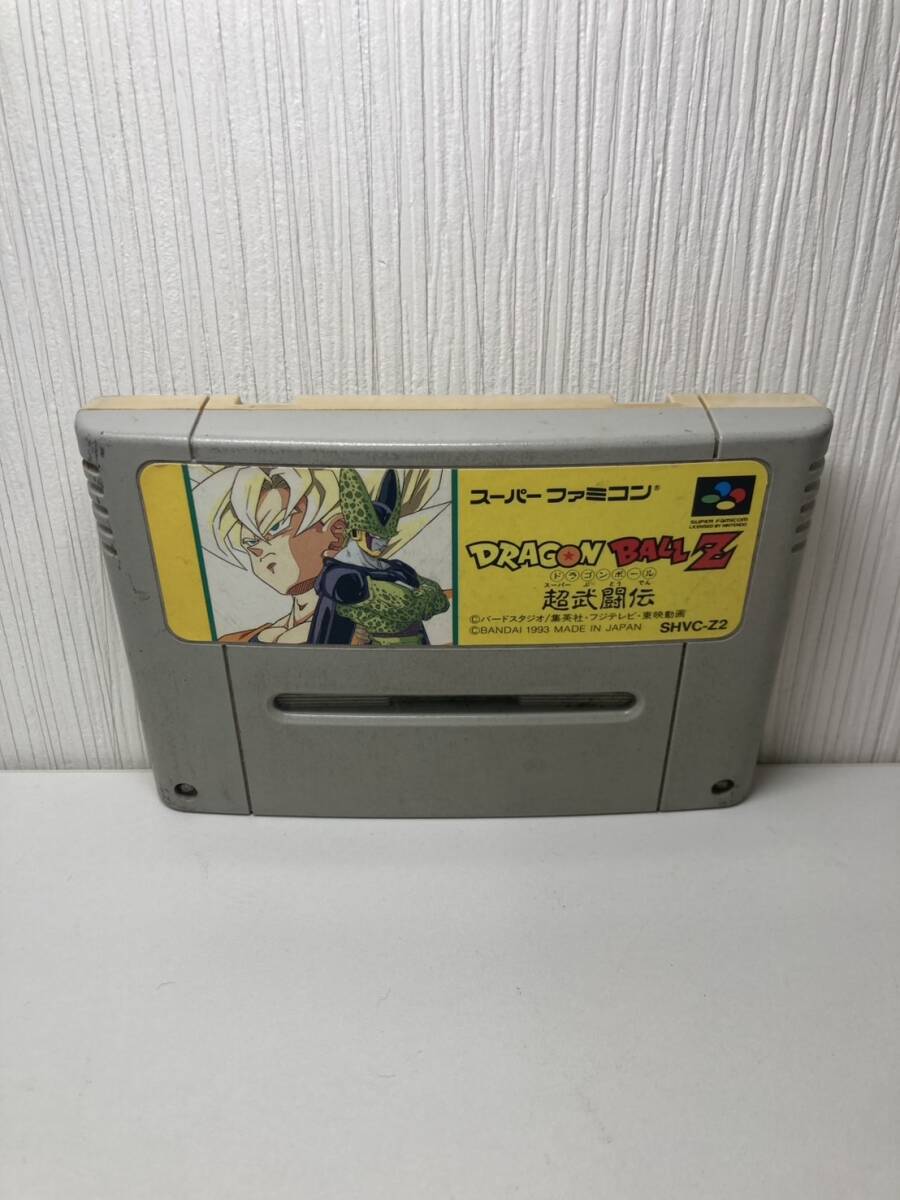 スーパーファミコン®
SUPER FAMICOM
LICENSED BY NINTENDO
DRAGON BALL Z
ドラゴンボール
スーパー ぶ とう でん
超武闘伝
©バードスタジオ/集英社・フジテレビ・東映動画
©BANDAI 1993 MADE IN JAPAN SHVC-Z2